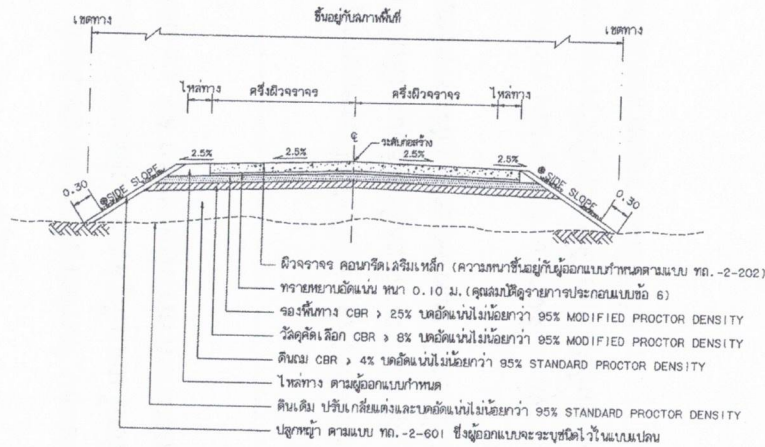 ขึ้นอยู่กับสภาพพื้นที่
เขตทาง
เขตทาง
ไหล่ทาง
ครึ่งผิวจราจร
ครึ่งผิวจราจร
ไหล่ทาง
ระดับก่อสร้าง
2.5%
2.5%
2.5%
2.5%
0.30
SIDE SLOPE
SIDE SLOPE
0.30
ผิวจราจร คอนกรีตเสริมเหล็ก (ความหนาขึ้นอยู่กับผู้ออกแบบกำหนดตามแบบ ทถ.-2-202)
ทรายหยาบอัดแน่น หนา 0.10 ม. (คุณสมบัติดูรายการประกอบแบบข้อ 6)
รองพื้นทาง CBR > 25% บดอัดแน่นไม่น้อยกว่า 95% MODIFIED PROCTOR DENSITY
วัสดุคัดเลือก CBR > 8% บดอัดแน่นไม่น้อยกว่า 95% MODIFIED PROCTOR DENSITY
ดินถม CBR > 4% บดอัดแน่นไม่น้อยกว่า 95% STANDARD PROCTOR DENSITY
ไหล่ทาง ตามผู้ออกแบบกำหนด
ดินเดิม ปรับเกลี่ยแต่งและบดอัดแน่นไม่น้อยกว่า 95% STANDARD PROCTOR DENSITY
ปลูกหญ้า ตามแบบ ทถ.-2-601 ซึ่งผู้ออกแบบจะระบุชนิดไว้ในแบบแปลน